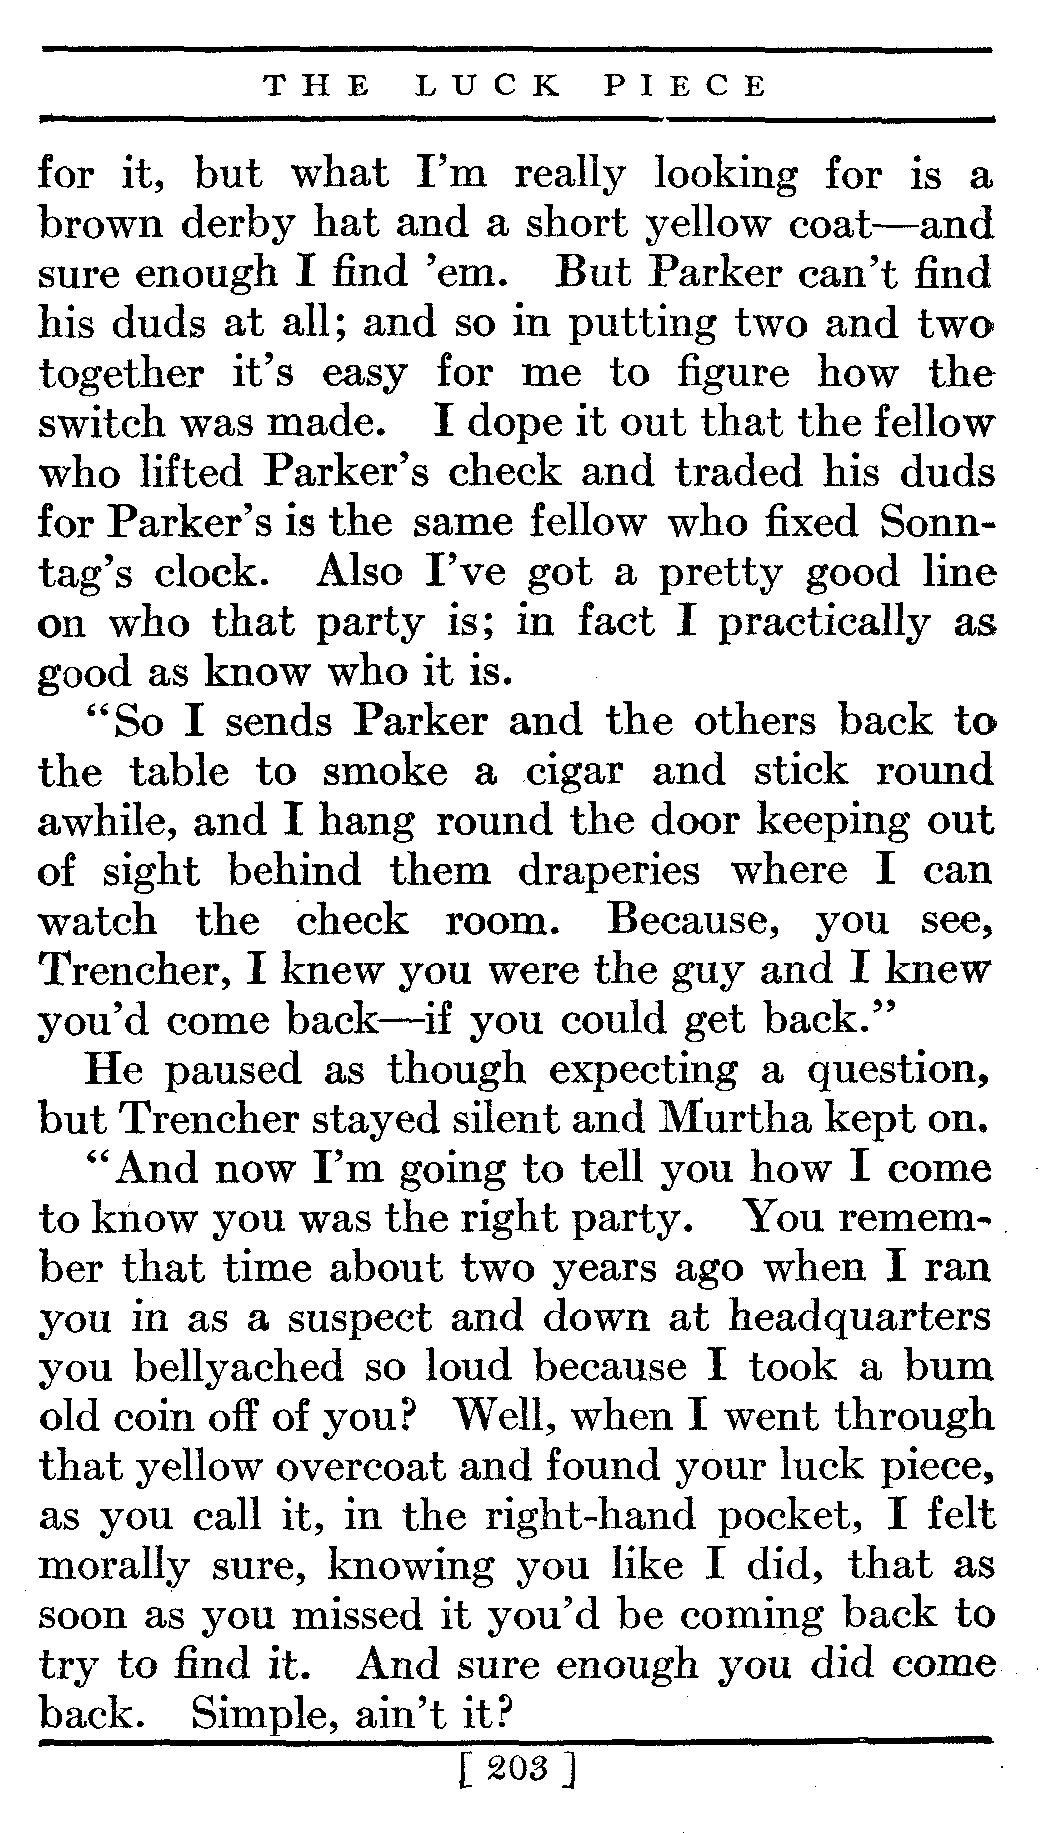 THE LUCK PIECE
for it, but what I'm really looking for is a
brown derby hat and a short yellow coat—and
sure enough I find 'em. But Parker can't find
his duds at all; and so in putting two and two
together it's easy for me to figure how the
switch was made. I dope it out that the fellow
who lifted Parker's check and traded his duds
for Parker's is the same fellow who fixed Sonn-
tag's clock. Also I've got a pretty good line
on who that party is; in fact I practically as
good as know who it is.
“So I sends Parker and the others back to
the table to smoke a cigar and stick round
awhile, and I hang round the door keeping out
of sight behind them draperies where I can
watch the check room. Because, you see,
Trencher, I knew you were the guy and I knew
you'd come back—if you could get back.”
He paused as though expecting a question,
but Trencher stayed silent and Murtha kept on.
“And now I'm going to tell you how I come
to know you was the right party. You remem-
ber that time about two years ago when I ran
you in as a suspect and down at headquarters
you bellyached so loud because I took a bum
old coin off of you? Well, when I went through
that yellow overcoat and found your luck piece,
as you call it, in the right-hand pocket, I felt
morally sure, knowing you like I did, that as
soon as you missed it you'd be coming back to
try to find it. And sure enough you did come
back. Simple, ain't it?
[ 203 ]